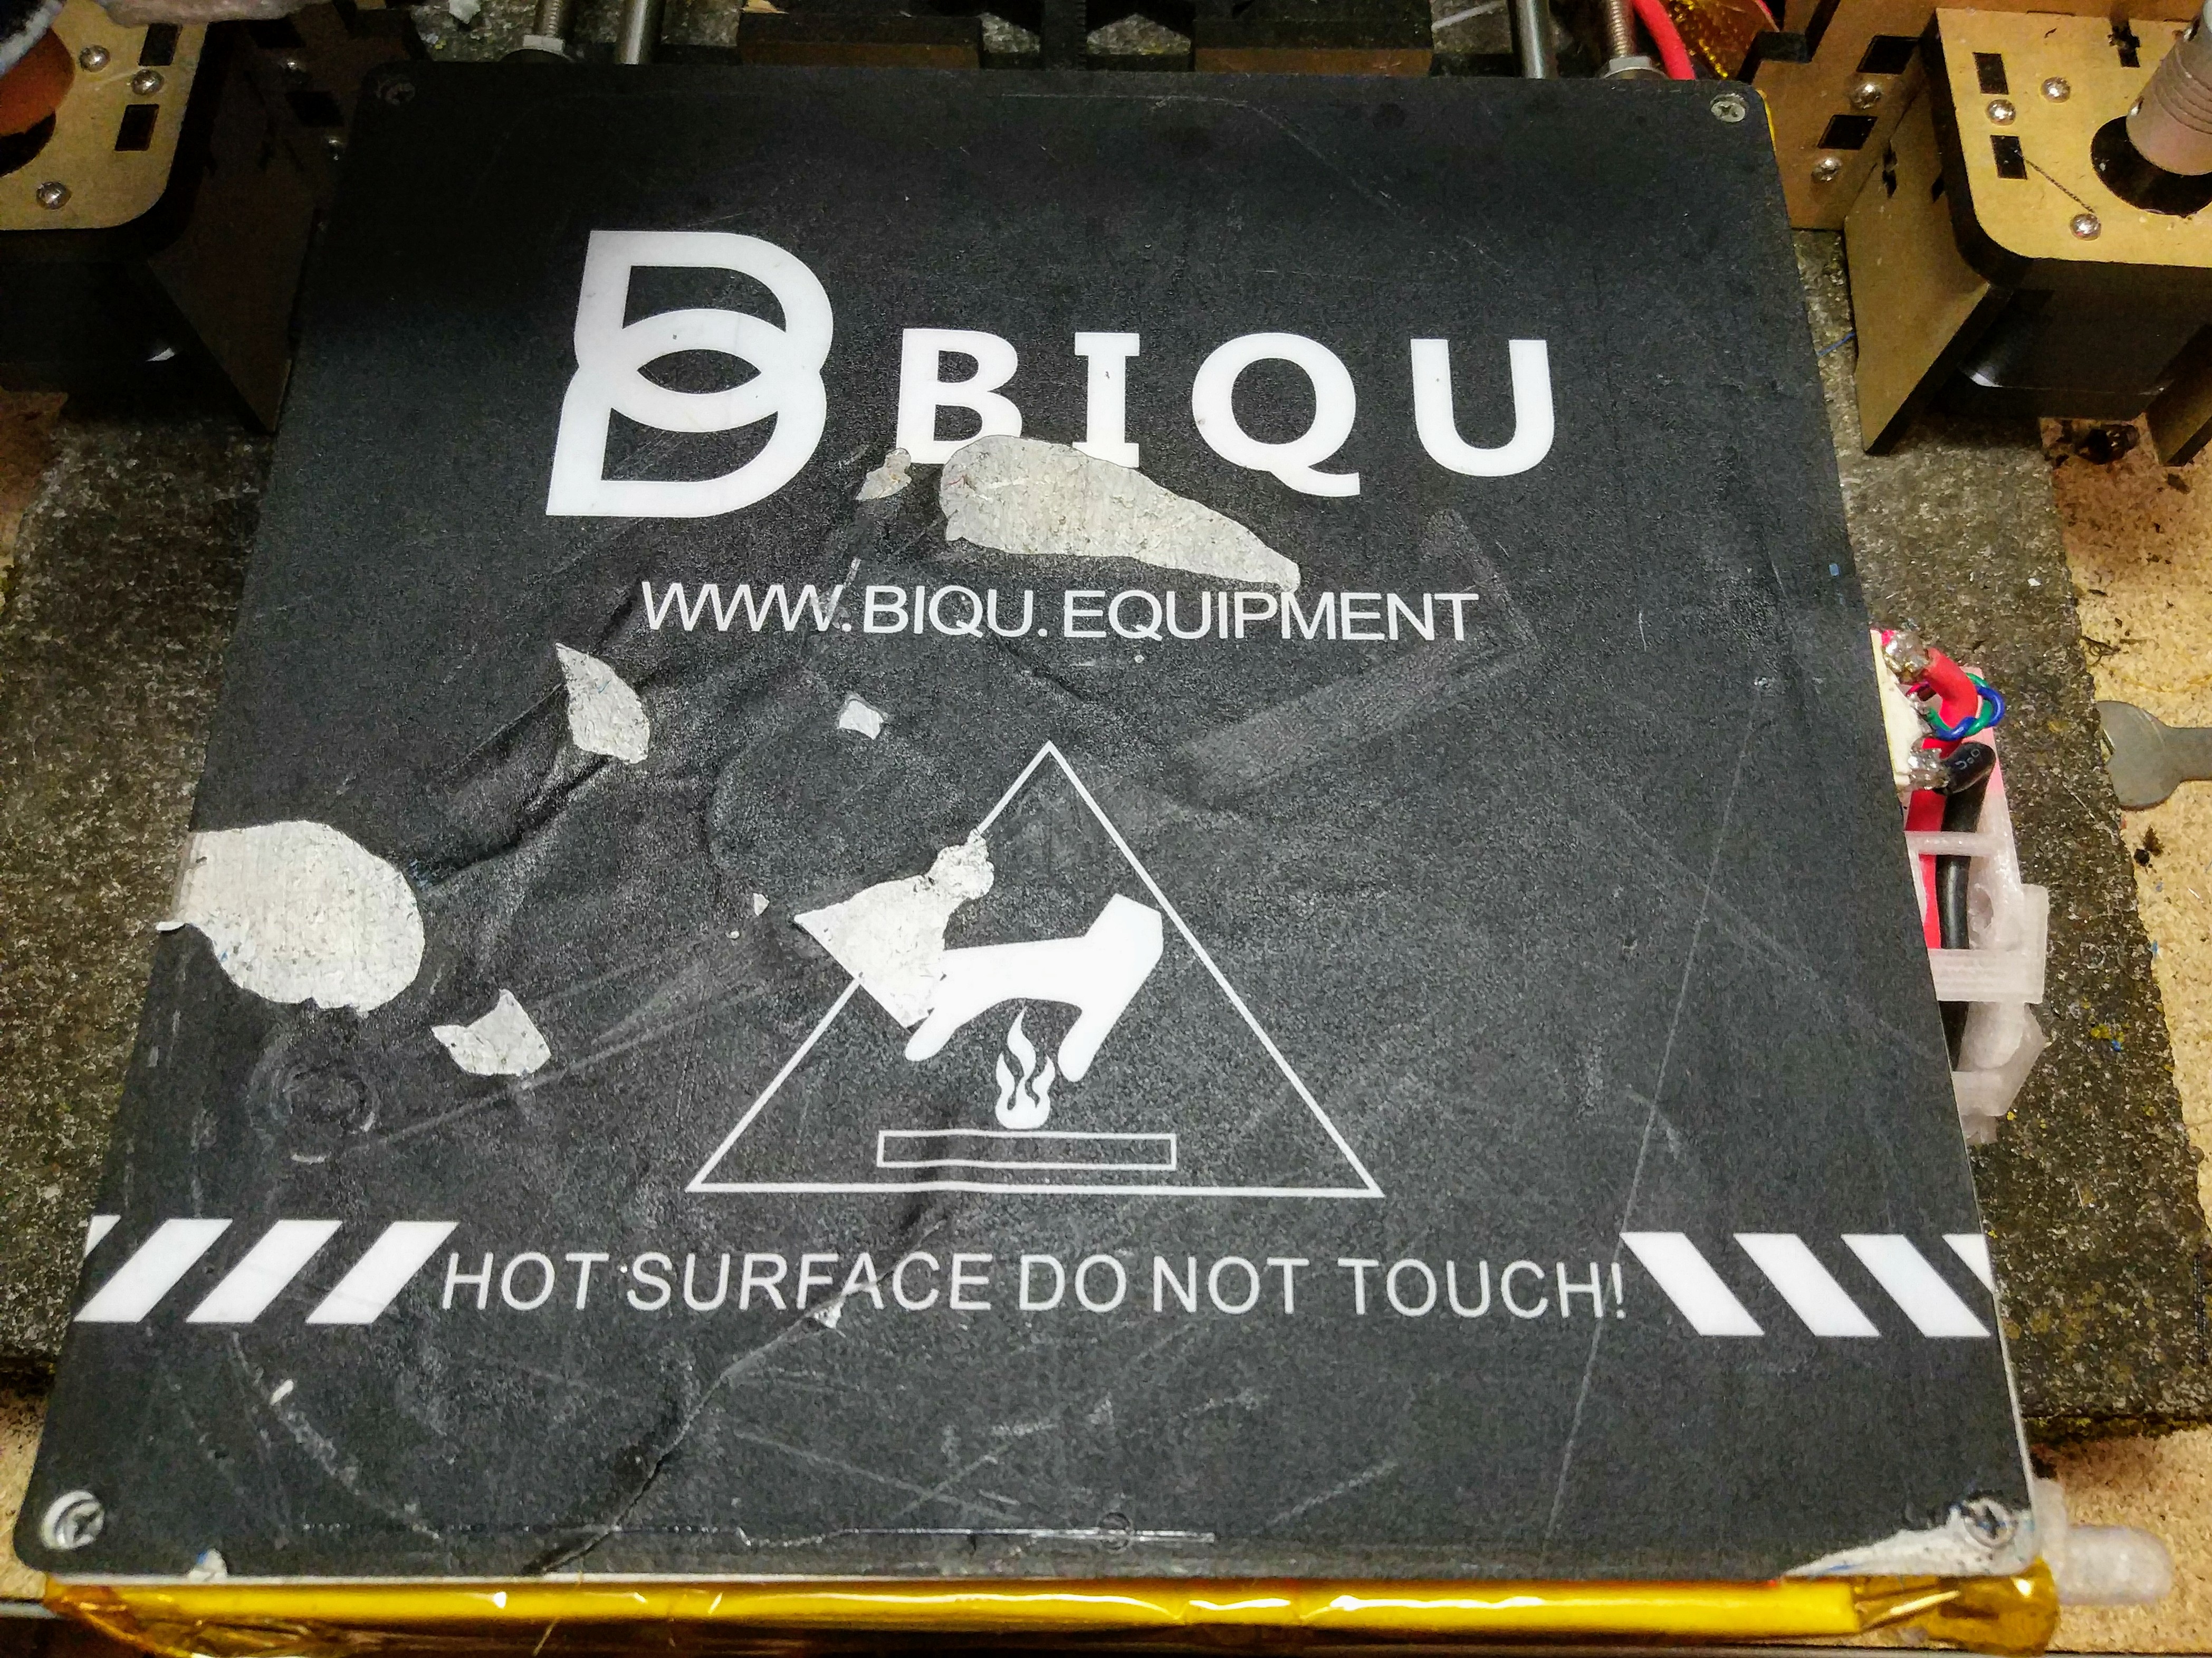 BIQU
WWW.BIQU.EQUIPMENT
HOT SURFACE DO NOT TOUCH!